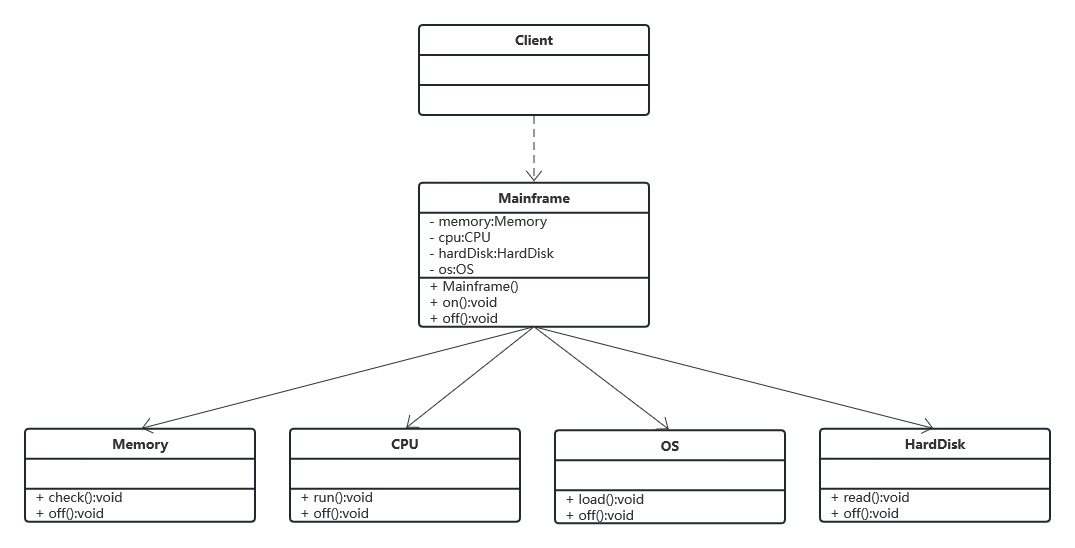 Client
Mainframe
- memory:Memory
- cpu:CPU
- hardDisk:HardDisk
- os:OS
+ Mainframe()
+ on():void
+ off():void
Memory
+ check():void
+ off():void
CPU
+ run():void
+ off():void
OS
+ load():void
+ off():void
HardDisk
+ read():void
+ off():void